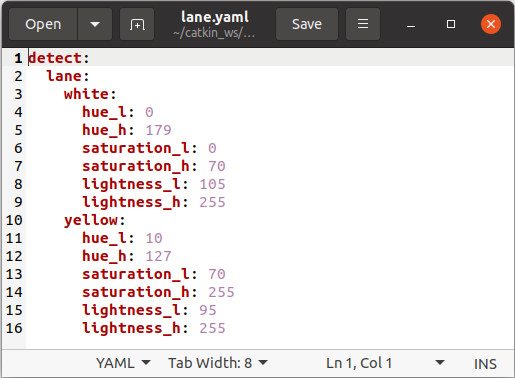 Open
lane.yaml
~/catkin_ws/...
Save
1 detect:
2   lane:
3     white:
4       hue_l: 0
5       hue_h: 179
6       saturation_l: 0
7       saturation_h: 70
8       lightness_l: 105
9       lightness_h: 255
10     yellow:
11       hue_l: 10
12       hue_h: 127
13       saturation_l: 70
14       saturation_h: 255
15       lightness_l: 95
16       lightness_h: 255
YAML Tab Width: 8 Ln 1, Col 1 INS